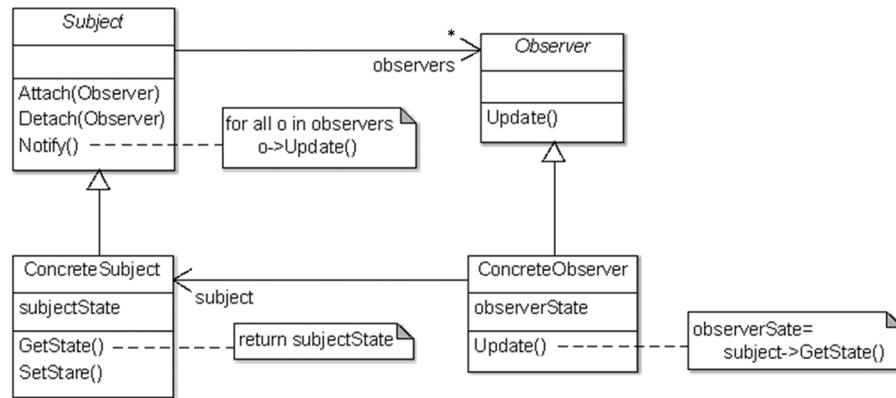 Subject
*
observers
Observer
Attach(Observer)
Detach(Observer)
Notify()
for all o in observers
o->Update()
Update()
ConcreteSubject
subjectState
GetState()
SetStare()
subject
return subjectState
ConcreteObserver
observerState
Update()
observerSate=
subject->GetState()